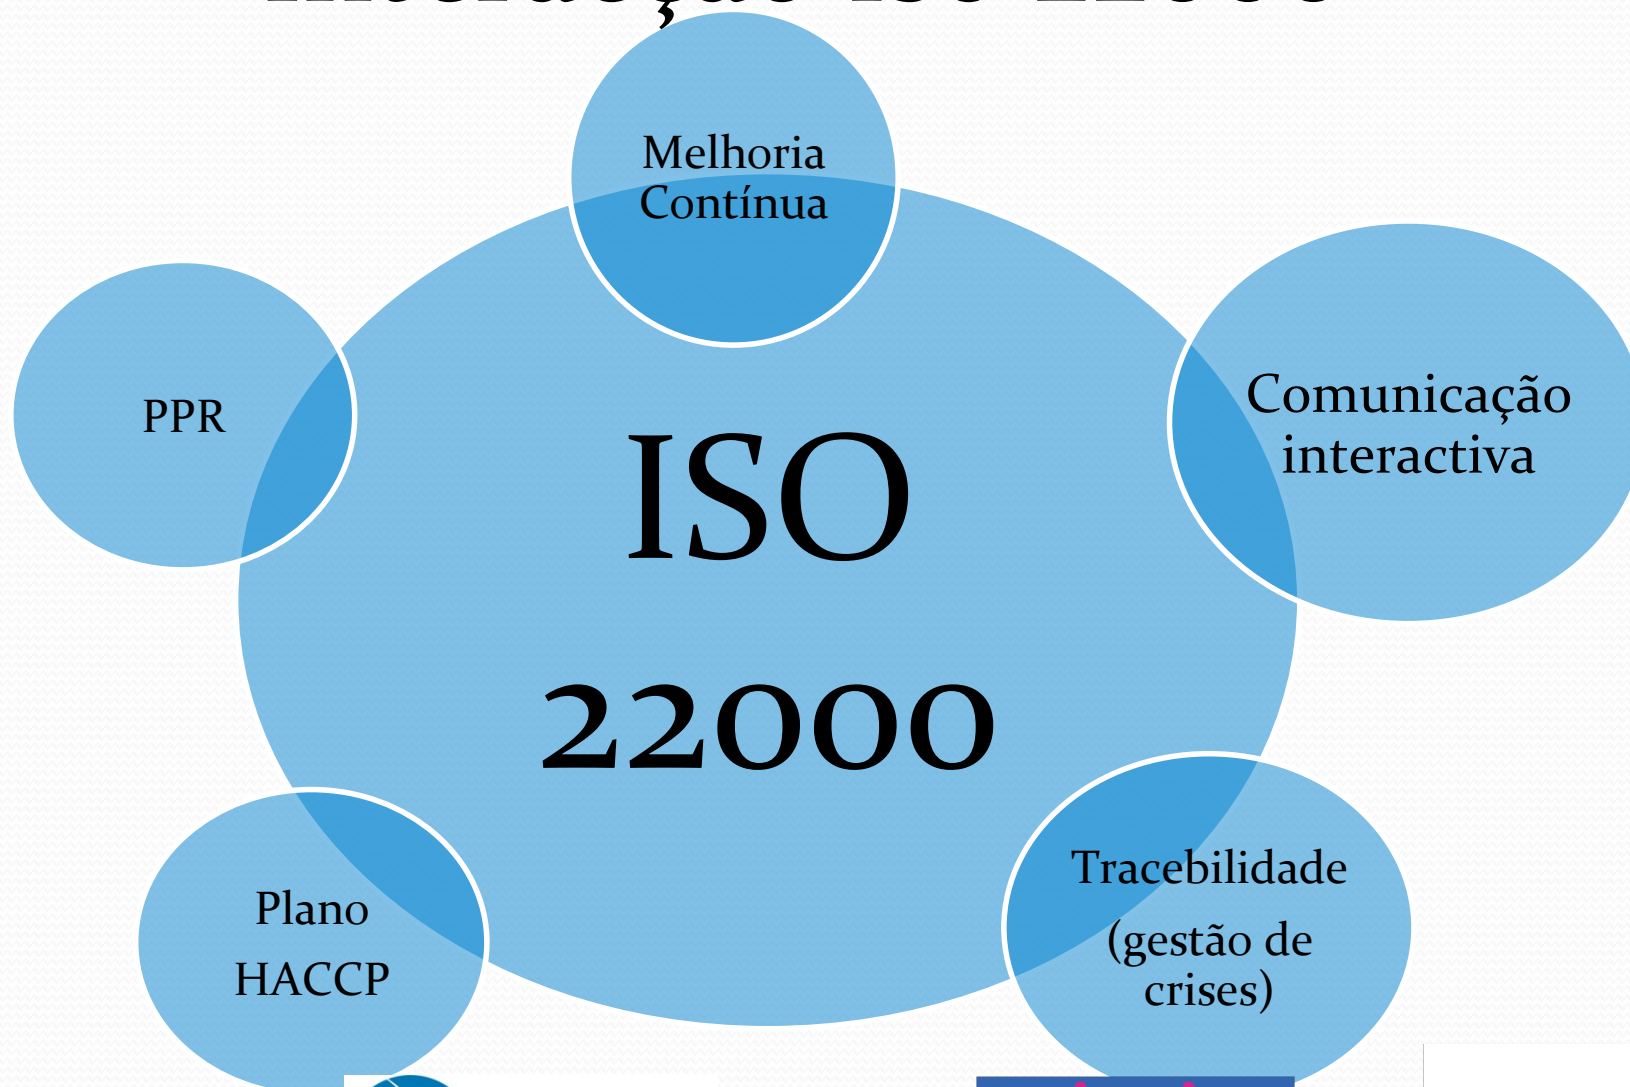 Melhoria
Contínua
PPR
Comunicação
interactiva
ISO
22000
Plano
HACCP
Tracebilidade
(gestão de
crises)